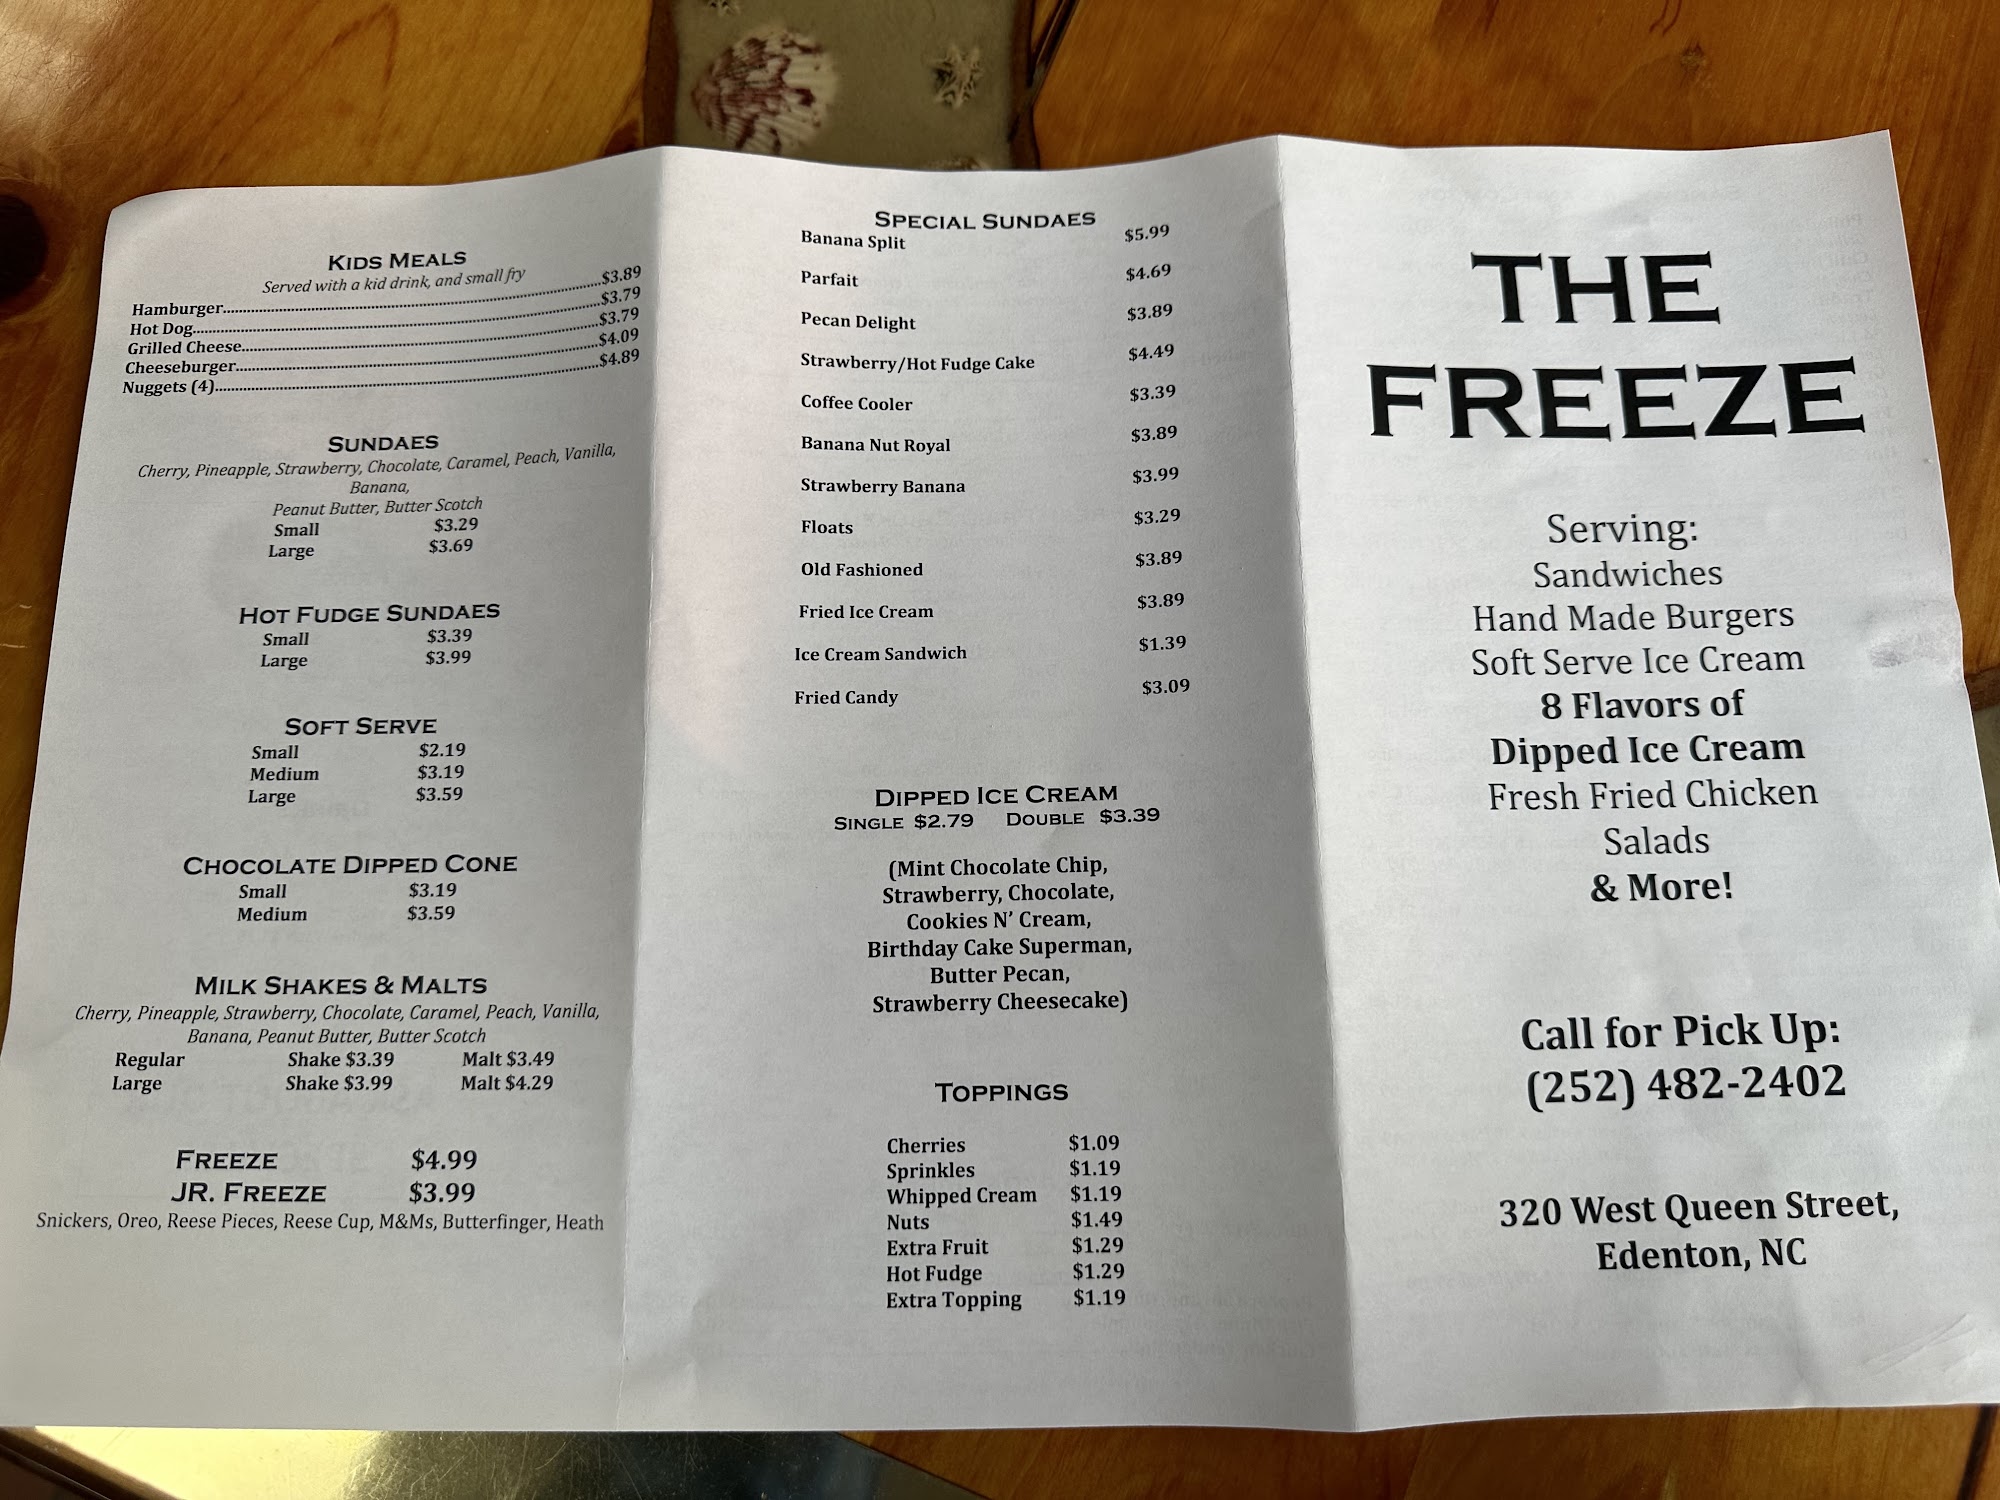 KIDS MEALS
Served with a kid drink, and small fry
Hamburger....................$3.89
Hot Dog....................$3.79
Grilled Cheese....................$3.79
Cheeseburger....................$4.09
Nuggets (4)....................$4.89
SUNDAES
Cherry, Pineapple, Strawberry, Chocolate, Caramel, Peach, Vanilla,
Banana,
Peanut Butter, Butter Scotch
Small $3.29
Large $3.69
HOT FUDGE SUNDAES
Small $3.39
Large $3.99
SOFT SERVE
Small $2.19
Medium $3.19
Large $3.59
CHOCOLATE DIPPED CONE
Small $3.19
Medium $3.59
MILK SHAKES & MALTS
Cherry, Pineapple, Strawberry, Chocolate, Caramel, Peach, Vanilla,
Banana, Peanut Butter, Butter Scotch
Regular Shake $3.39 Malt $3.49
Large Shake $3.99 Malt $4.29
FREEZE $4.99
JR. FREEZE $3.99
Snickers, Oreo, Reese Pieces, Reese Cup, M&Ms, Butterfinger, Heath
SPECIAL SUNDAES
Banana Split $5.99
Parfait $4.69
Pecan Delight $3.89
Strawberry/Hot Fudge Cake $4.49
Coffee Cooler $3.39
Banana Nut Royal $3.89
Strawberry Banana $3.99
Floats $3.29
Old Fashioned $3.89
Fried Ice Cream $3.89
Ice Cream Sandwich $1.39
Fried Candy $3.09
DIPPED ICE CREAM
SINGLE $2.79 DOUBLE $3.39
(Mint Chocolate Chip,
Strawberry, Chocolate,
Cookies N' Cream,
Birthday Cake Superman,
Butter Pecan,
Strawberry Cheesecake)
TOPPINGS
Cherries $1.09
Sprinkles $1.19
Whipped Cream $1.19
Nuts $1.49
Extra Fruit $1.29
Hot Fudge $1.29
Extra Topping $1.19
THE
FREEZE
Serving:
Sandwiches
Hand Made Burgers
Soft Serve Ice Cream
8 Flavors of
Dipped Ice Cream
Fresh Fried Chicken
Salads
& More!
Call for Pick Up:
(252) 482-2402
320 West Queen Street,
Edenton, NC